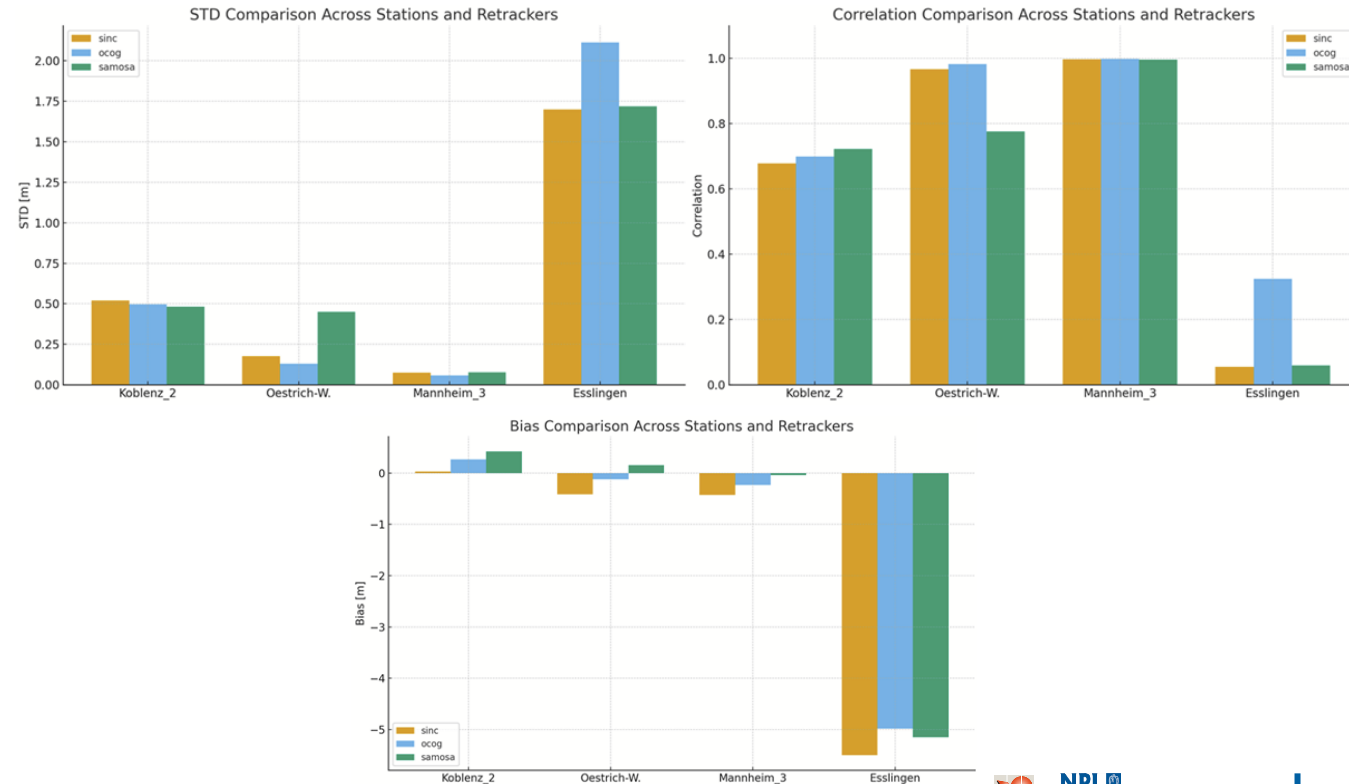 STD Comparison Across Stations and Retrackers
sinc
ocog
samosa
STD [m]
2.00
1.75
1.50
1.25
1.00
0.75
0.50
0.25
0.00
Koblenz_2
Oestrich-W.
Mannheim_3
Esslingen
Correlation Comparison Across Stations and Retrackers
sinc
ocog
samosa
Correlation
1.0
0.8
0.6
0.4
0.2
0.0
Koblenz_2
Oestrich-W.
Mannheim_3
Esslingen
Bias Comparison Across Stations and Retrackers
Bias [m]
0
−1
−2
−3
−4
−5
sinc
ocog
samosa
Koblenz_2
Oestrich-W.
Mannheim_3
Esslingen